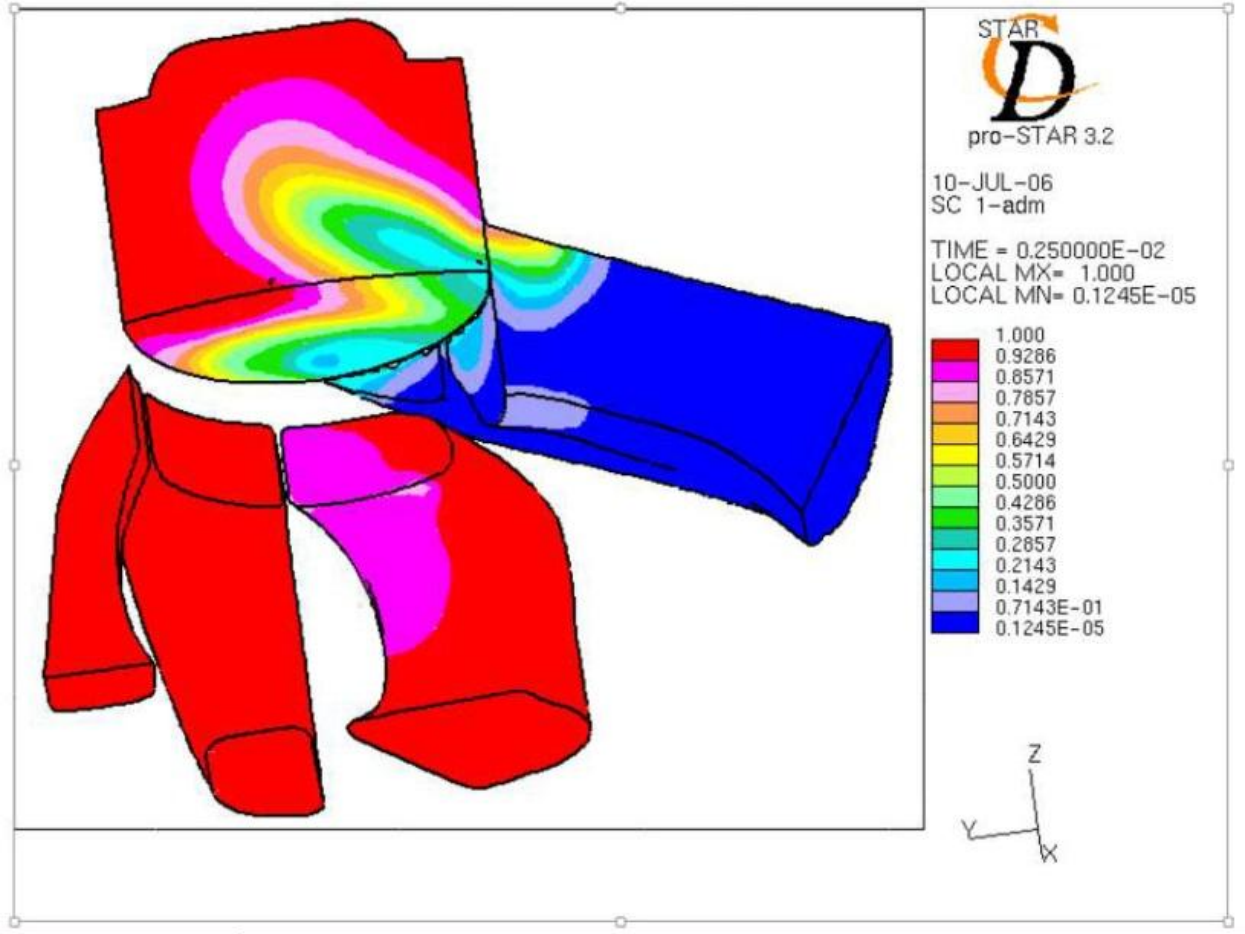 STAR
CD
pro-STAR 3.2
10-JUL-06
SC 1-adm
TIME = 0.250000E-02
LOCAL MX= 1.000
LOCAL MN= 0.1245E-05
1.000
0.9286
0.8571
0.7857
0.7143
0.6429
0.5714
0.5000
0.4286
0.3571
0.2857
0.2143
0.1429
0.7143E-01
0.1245E-05
Z
Y
X